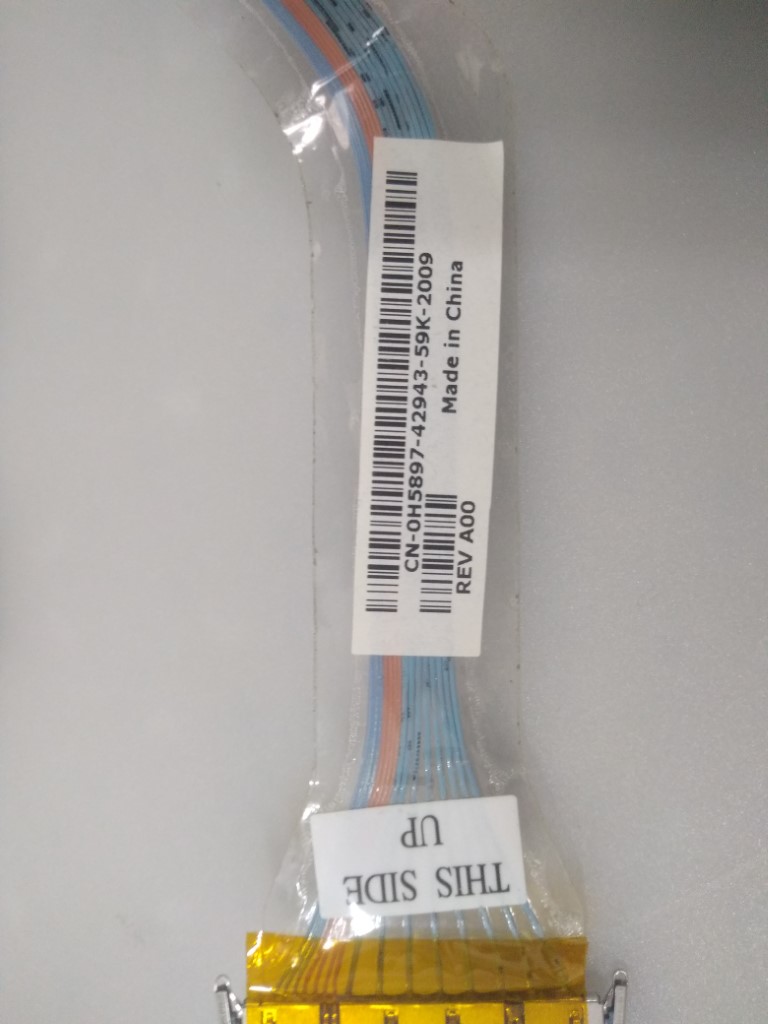 CN-0H5897-42943-59K-2009
Made in China
REV A00
THIS SIDE
UP